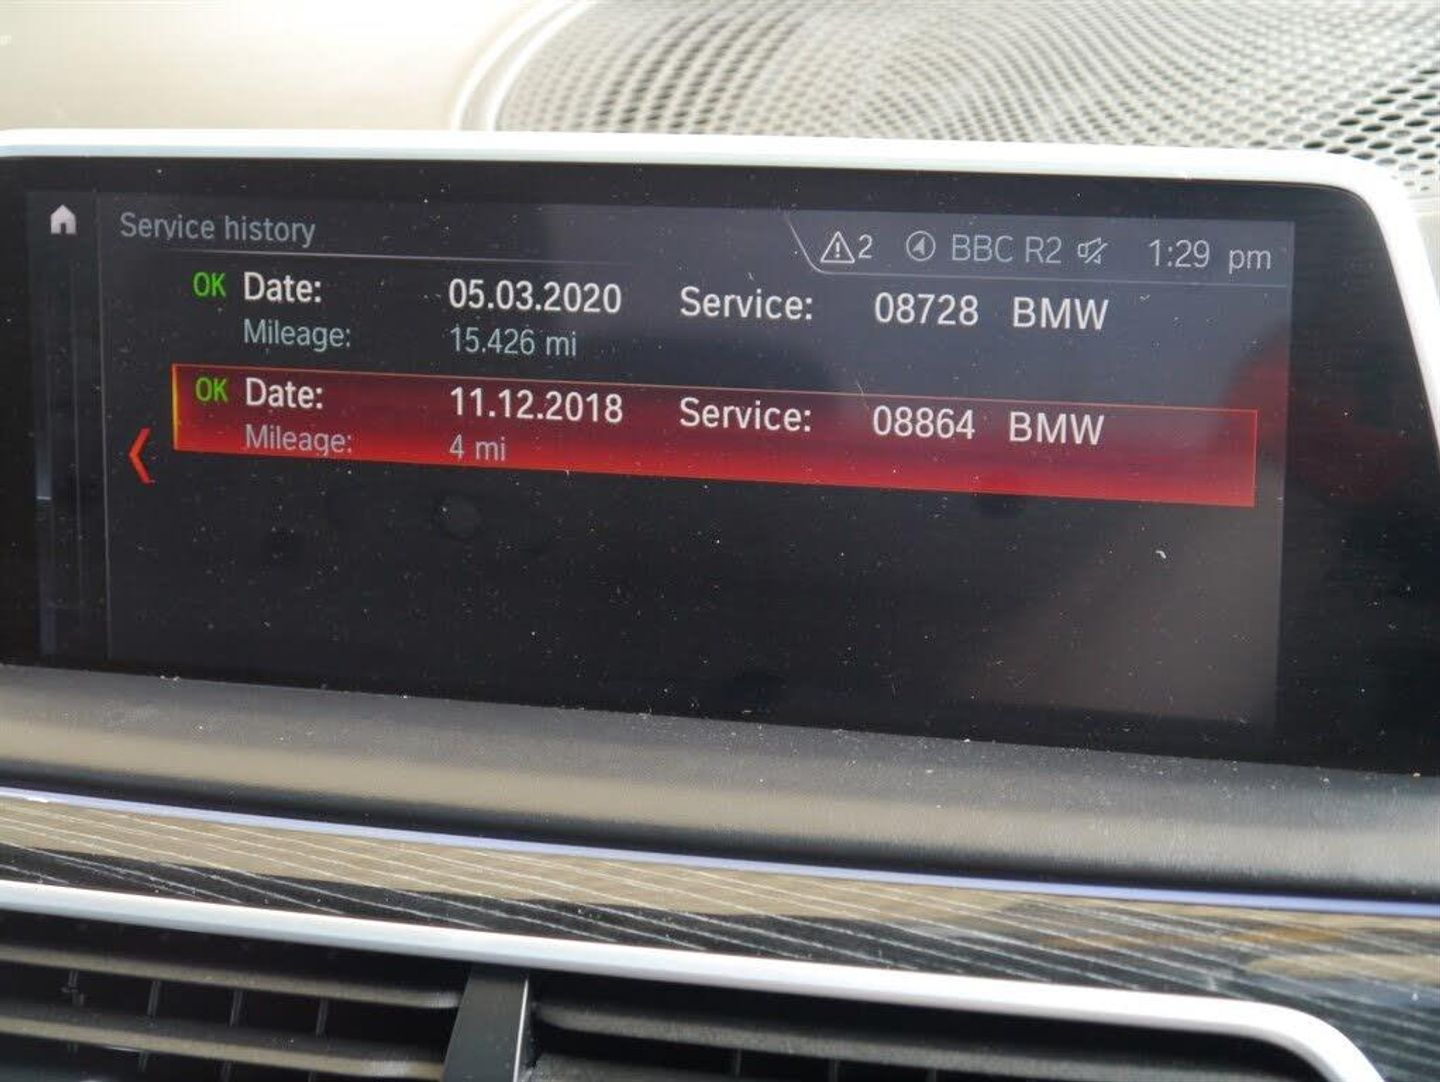 Service history
2 BBC R2 1:29 pm
OK Date: 05.03.2020 Service: 08728 BMW
Mileage: 15.426 mi
OK Date: 11.12.2018 Service: 08864 BMW
Mileage: 4 mi